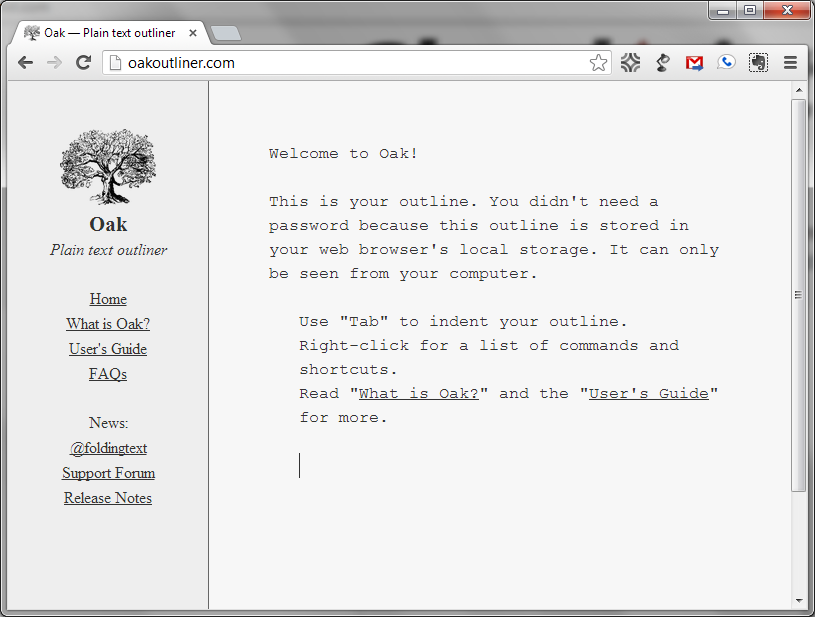 Oak — Plain text outliner
oakoutliner.com
Oak
Plain text outliner
Home
What is Oak?
User's Guide
FAQs
News:
@foldingtext
Support Forum
Release Notes
Welcome to Oak!
This is your outline. You didn't need a
password because this outline is stored in
your web browser's local storage. It can only
be seen from your computer.
Use "Tab" to indent your outline.
Right-click for a list of commands and
shortcuts.
Read "What is Oak?" and the "User's Guide"
for more.